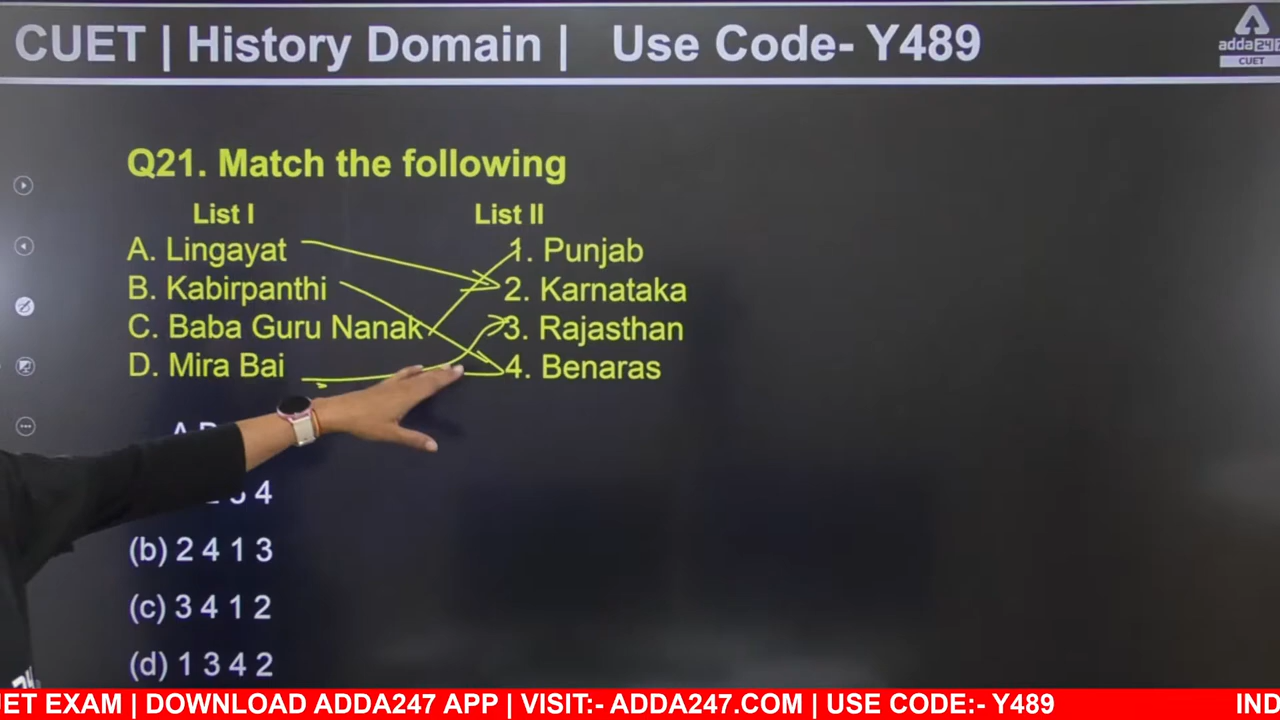 CUET | History Domain | Use Code- Y489
adda247
CUET
Q21. Match the following
List I List II
A. Lingayat 1. Punjab
B. Kabirpanthi 2. Karnataka
C. Baba Guru Nanak 3. Rajasthan
D. Mira Bai 4. Benaras
A
4
(b) 2 4 1 3
(c) 3 4 1 2
(d) 1 3 4 2
EXAM | DOWNLOAD ADDA247 APP | VISIT:- ADDA247.COM | USE CODE:- Y489 IND